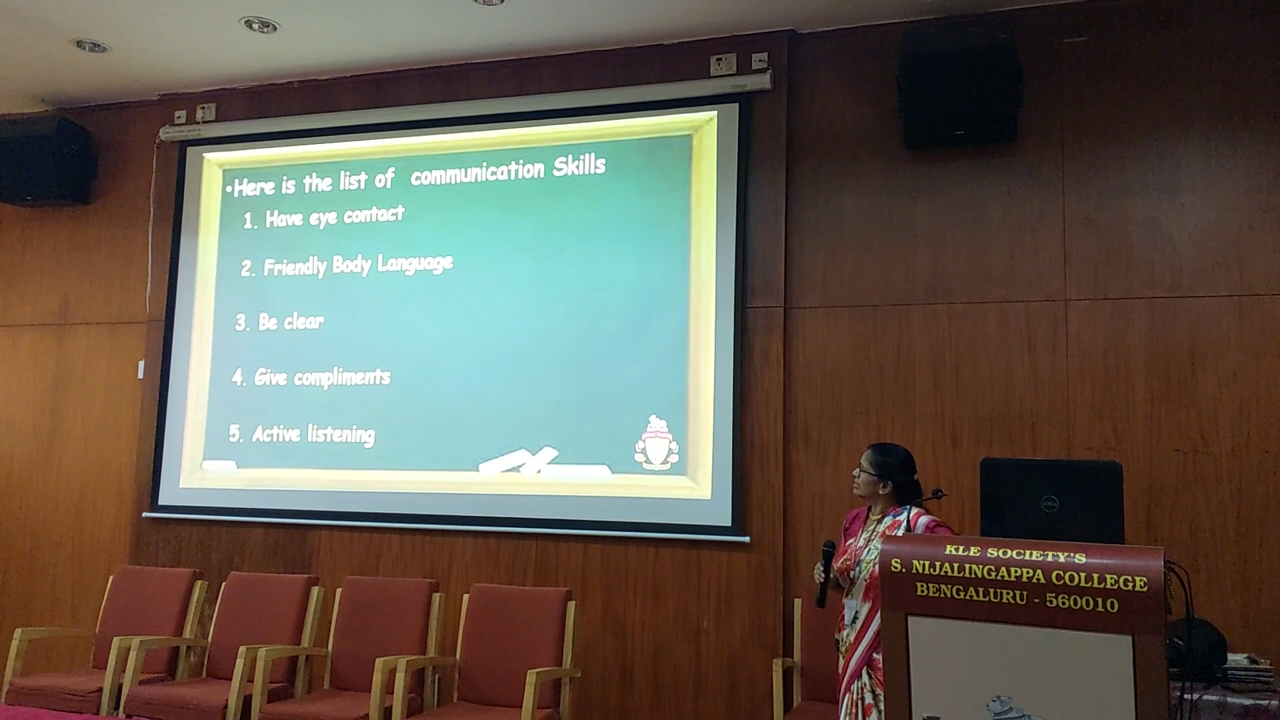 •Here is the list of communication Skills
1. Have eye contact
2. Friendly Body Language
3. Be clear
4. Give compliments
5. Active listening
KLE SOCIETY'S
S. NIJALINGAPPA COLLEGE
BENGALURU - 560010
DELL